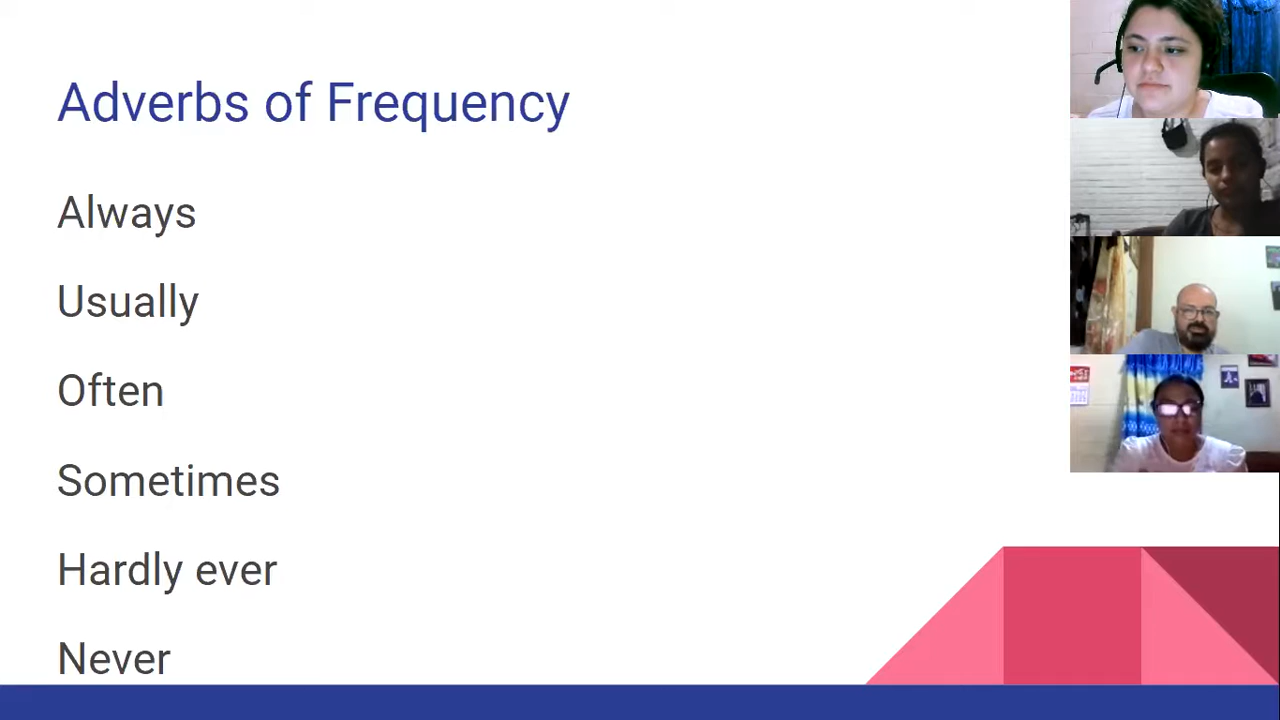 Adverbs of Frequency
Always
Usually
Often
Sometimes
Hardly ever
Never